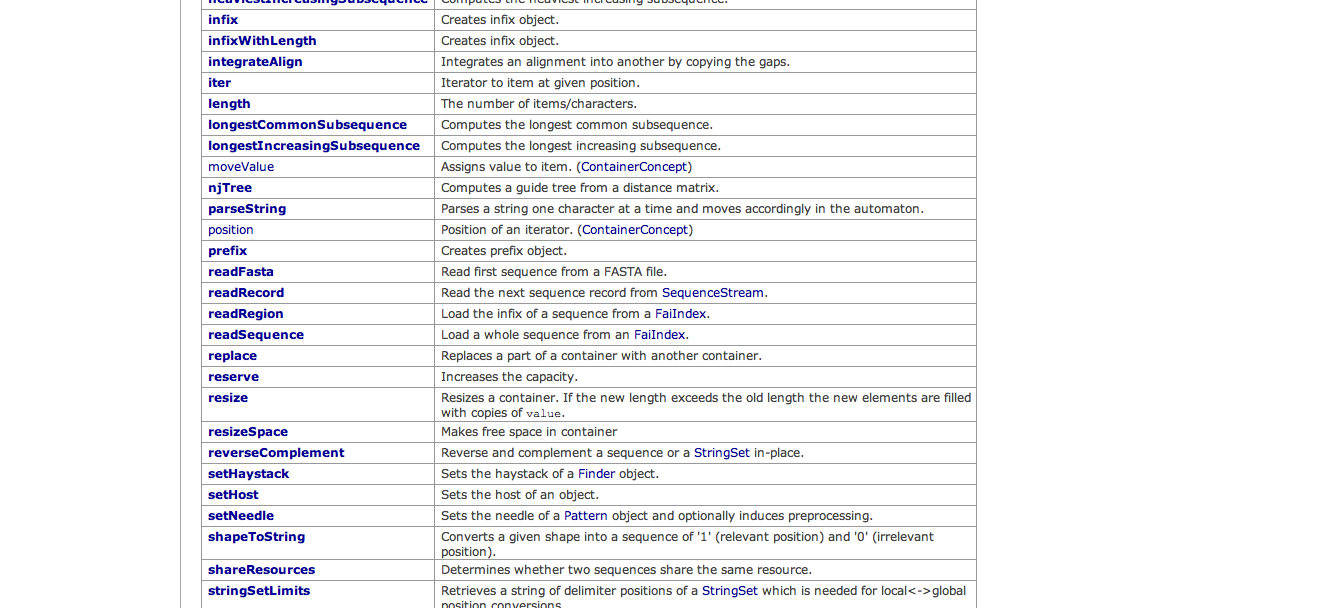 heaviestIncreasingSubsequence Computes the heaviest increasing subsequence.
infix Creates infix object.
infixWithLength Creates infix object.
integrateAlign Integrates an alignment into another by copying the gaps.
iter Iterator to item at given position.
length The number of items/characters.
longestCommonSubsequence Computes the longest common subsequence.
longestIncreasingSubsequence Computes the longest increasing subsequence.
moveValue Assigns value to item. (ContainerConcept)
njTree Computes a guide tree from a distance matrix.
parseString Parses a string one character at a time and moves accordingly in the automaton.
position Position of an iterator. (ContainerConcept)
prefix Creates prefix object.
readFasta Read first sequence from a FASTA file.
readRecord Read the next sequence record from SequenceStream.
readRegion Load the infix of a sequence from a FaiIndex.
readSequence Load a whole sequence from an FaiIndex.
replace Replaces a part of a container with another container.
reserve Increases the capacity.
resize Resizes a container. If the new length exceeds the old length the new elements are filled
with copies of value.
resizeSpace Makes free space in container
reverseComplement Reverse and complement a sequence or a StringSet in-place.
setHaystack Sets the haystack of a Finder object.
setHost Sets the host of an object.
setNeedle Sets the needle of a Pattern object and optionally induces preprocessing.
shapeToString Converts a given shape into a sequence of '1' (relevant position) and '0' (irrelevant
position).
shareResources Determines whether two sequences share the same resource.
stringSetLimits Retrieves a string of delimiter positions of a StringSet which is needed for local<->global
position conversions.